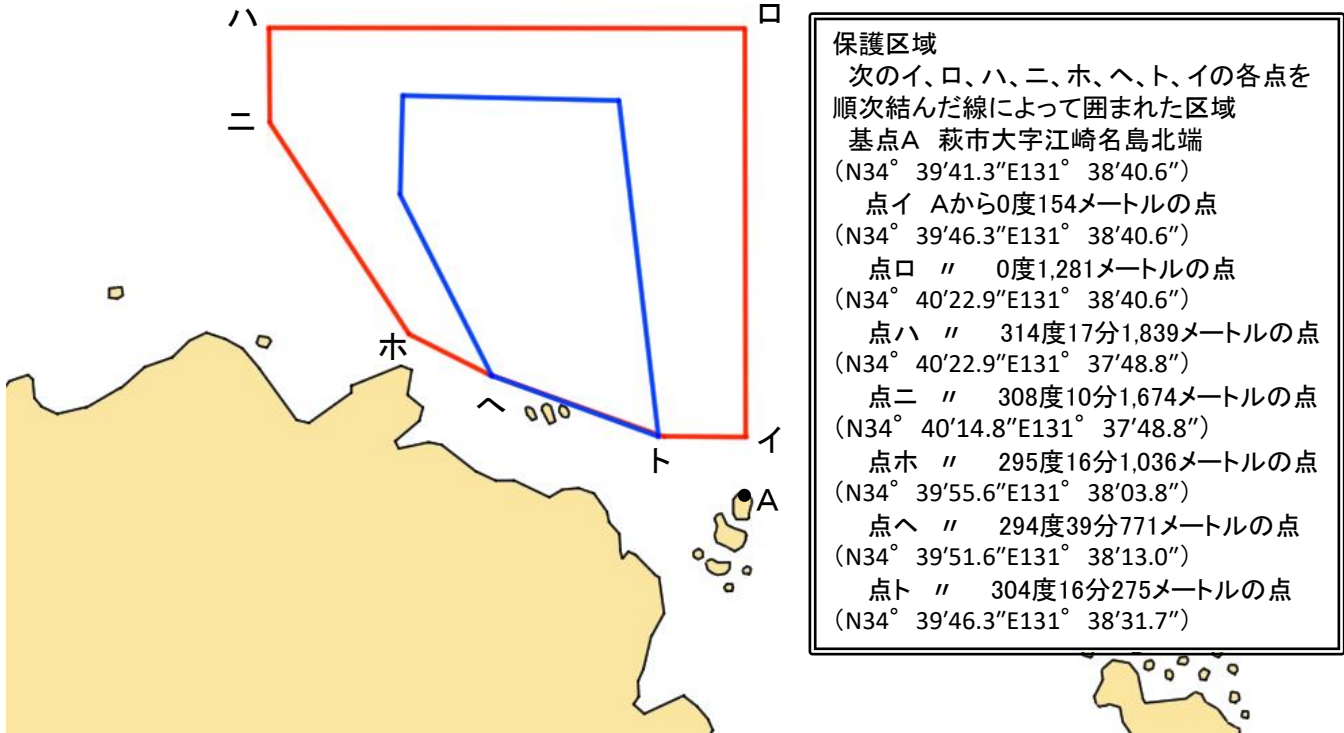 ハ
ロ
ニ
ホ
ヘ
ト
イ
A
保護区域
次のイ、ロ、ハ、ニ、ホ、ヘ、ト、イの各点を
順次結んだ線によって囲まれた区域
基点A 萩市大字江崎名島北端
(N34° 39′41.3″E131° 38′40.6″)
点イ Aから0度154メートルの点
(N34° 39′46.3″E131° 38′40.6″)
点ロ 〃 0度1,281メートルの点
(N34° 40′22.9″E131° 38′40.6″)
点ハ 〃 314度17分1,839メートルの点
(N34° 40′22.9″E131° 37′48.8″)
点ニ 〃 308度10分1,674メートルの点
(N34° 40′14.8″E131° 37′48.8″)
点ホ 〃 295度16分1,036メートルの点
(N34° 39′55.6″E131° 38′03.8″)
点ヘ 〃 294度39分771メートルの点
(N34° 39′51.6″E131° 38′13.0″)
点ト 〃 304度16分275メートルの点
(N34° 39′46.3″E131° 38′31.7″)